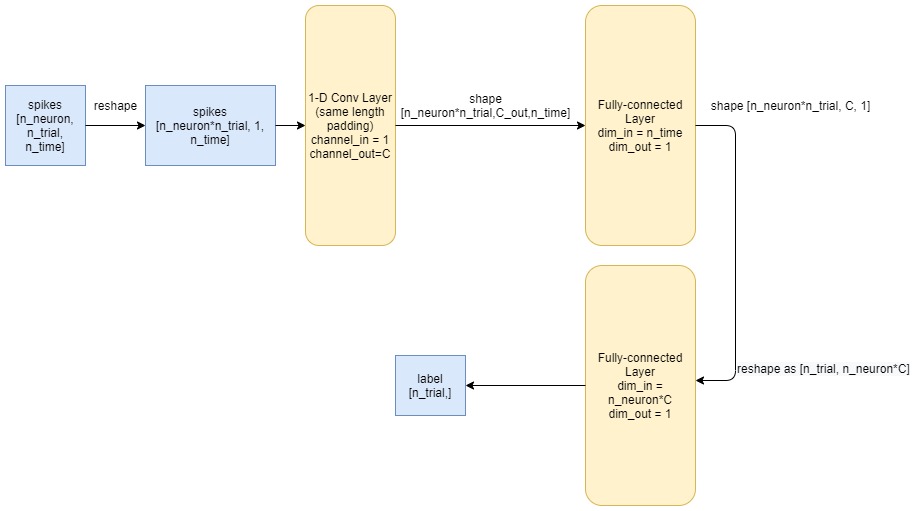 spikes
[n_neuron,
n_trial,
n_time]
reshape
spikes
[n_neuron*n_trial, 1,
n_time]
1-D Conv Layer
(same length
padding)
channel_in = 1
channel_out=C
shape
[n_neuron*n_trial,C_out,n_time]
Fully-connected
Layer
dim_in = n_time
dim_out = 1
shape [n_neuron*n_trial, C, 1]
reshape as [n_trial, n_neuron*C]
Fully-connected
Layer
dim_in =
n_neuron*C
dim_out = 1
label
[n_trial,]